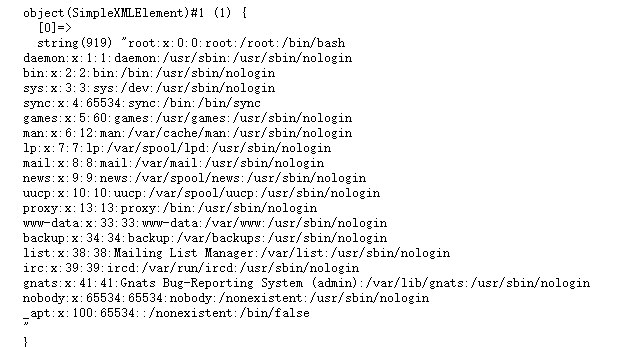 object(SimpleXMLElement)#1 (1) {
  [0]=>
  string(919) "root:x:0:0:root:/root:/bin/bash
daemon:x:1:1:daemon:/usr/sbin:/usr/sbin/nologin
bin:x:2:2:bin:/bin:/usr/sbin/nologin
sys:x:3:3:sys:/dev:/usr/sbin/nologin
sync:x:4:65534:sync:/bin:/bin/sync
games:x:5:60:games:/usr/games:/usr/sbin/nologin
man:x:6:12:man:/var/cache/man:/usr/sbin/nologin
lp:x:7:7:lp:/var/spool/lpd:/usr/sbin/nologin
mail:x:8:8:mail:/var/mail:/usr/sbin/nologin
news:x:9:9:news:/var/spool/news:/usr/sbin/nologin
uucp:x:10:10:uucp:/var/spool/uucp:/usr/sbin/nologin
proxy:x:13:13:proxy:/bin:/usr/sbin/nologin
www-data:x:33:33:www-data:/var/www:/usr/sbin/nologin
backup:x:34:34:backup:/var/backups:/usr/sbin/nologin
list:x:38:38:Mailing List Manager:/var/list:/usr/sbin/nologin
irc:x:39:39:ircd:/var/run/ircd:/usr/sbin/nologin
gnats:x:41:41:Gnats Bug-Reporting System (admin):/var/lib/gnats:/usr/sbin/nologin
nobody:x:65534:65534:nobody:/nonexistent:/usr/sbin/nologin
_apt:x:100:65534::/nonexistent:/bin/false
"
}